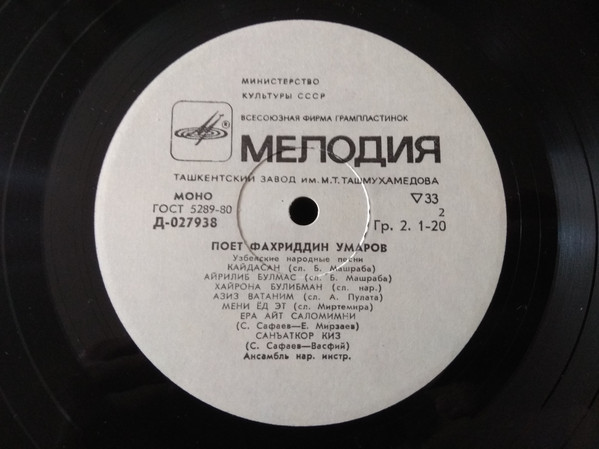 МИНИСТЕРСТВО
КУЛЬТУРЫ СССР
ВСЕСОЮЗНАЯ ФИРМА ГРАМПЛАСТИНОК
МЕЛОДИЯ
ТАШКЕНТСКИЙ ЗАВОД ИМ. М.Т. ТАШМУХАМЕДОВА
МОНО ▽33
ГОСТ 5289-80 2
Д-027938 Гр. 2. 1-20
ПОЕТ ФАХРИДДИН УМАРОВ
Узбекские народные песни
КАЙДАСАН (сл. Б. Машраба)
АЙРИЛИБ БУЛМАС (сл. Б. Машраба)
ХАЙРОНА БУЛИБМАН (сл. нар.)
АЗИЗ ВАТАНИМ (сл. А. Пулата)
МЕНИ ЁД ЭТ (сл. Миртемира)
ЕРА АЙТ САЛОМИМНИ
(С. Сафаев—Е. Мирзаев)
САНЪАТКОР КИЗ
(С. Сафаев—Васфий)
Ансамбль нар. инстр.